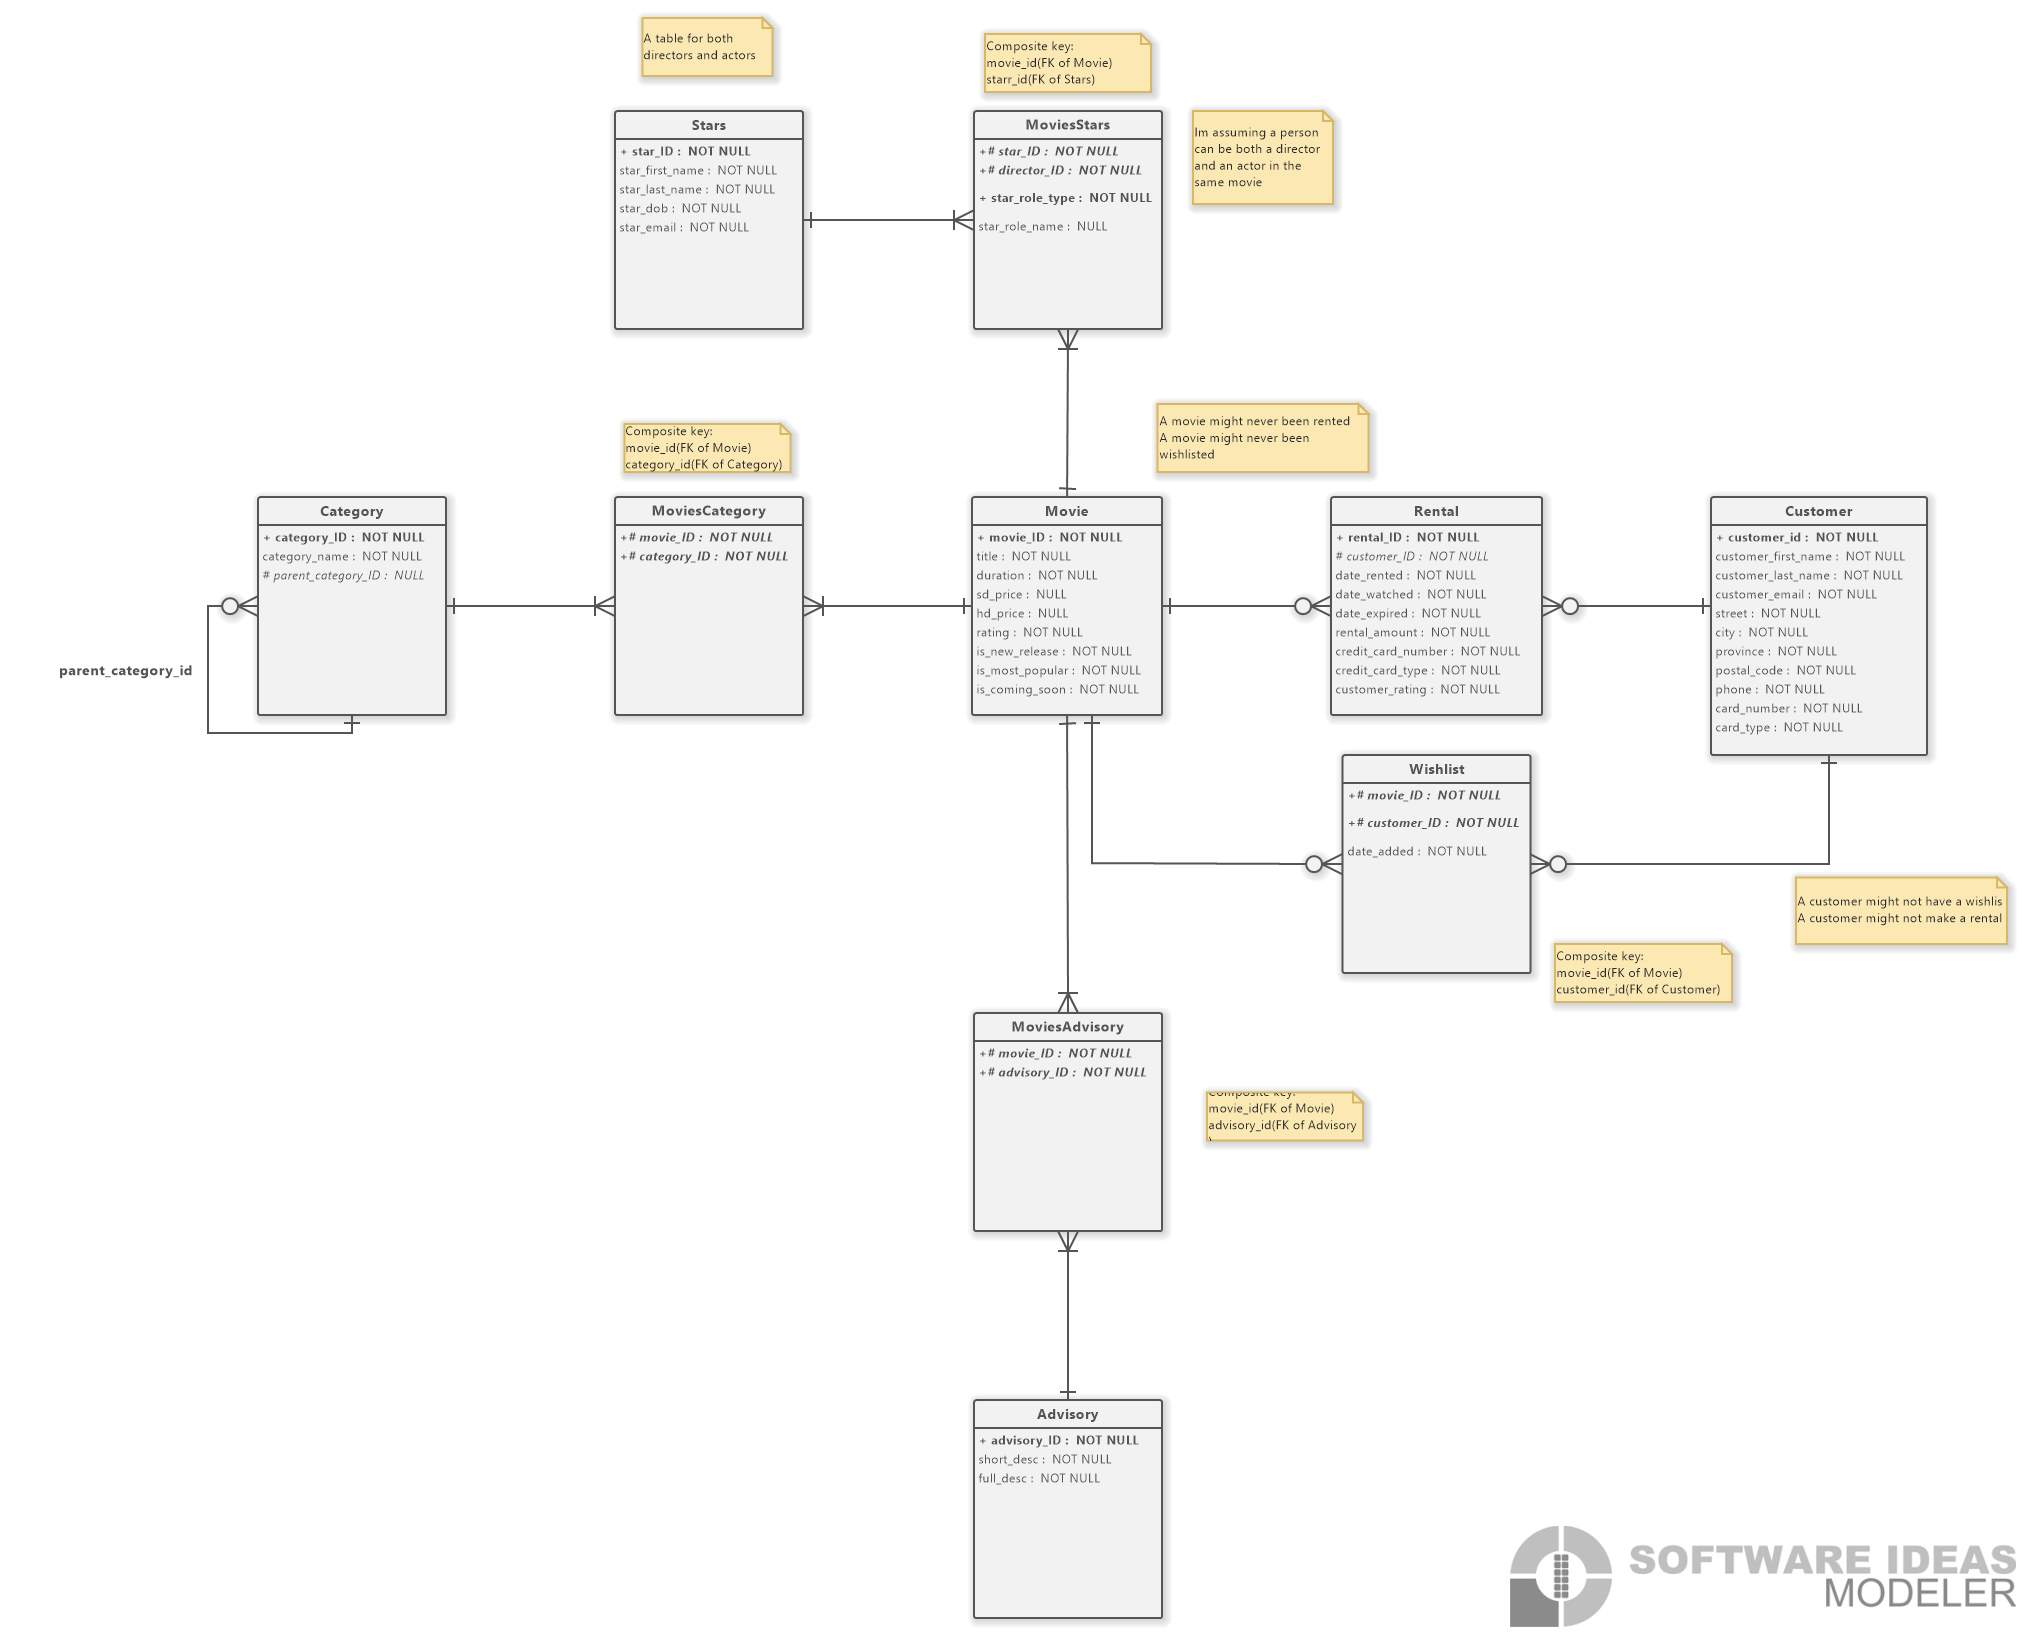 A table for both
directors and actors
Composite key:
movie_id(FK of Movie)
starr_id(FK of Stars)
Stars
+ star_ID : NOT NULL
star_first_name : NOT NULL
star_last_name : NOT NULL
star_dob : NOT NULL
star_email : NOT NULL
MoviesStars
+# star_ID : NOT NULL
+# director_ID : NOT NULL
+ star_role_type : NOT NULL
star_role_name : NULL
Im assuming a person
can be both a director
and an actor in the
same movie
Composite key:
movie_id(FK of Movie)
category_id(FK of Category)
A movie might never been rented
A movie might never been
wishlisted
Category
+ category_ID : NOT NULL
category_name : NOT NULL
# parent_category_ID : NULL
parent_category_id
MoviesCategory
+# movie_ID : NOT NULL
+# category_ID : NOT NULL
Movie
+ movie_ID : NOT NULL
title : NOT NULL
duration : NOT NULL
sd_price : NULL
hd_price : NULL
rating : NOT NULL
is_new_release : NOT NULL
is_most_popular : NOT NULL
is_coming_soon : NOT NULL
Rental
+ rental_ID : NOT NULL
# customer_ID : NOT NULL
date_rented : NOT NULL
date_watched : NOT NULL
date_expired : NOT NULL
rental_amount : NOT NULL
credit_card_number : NOT NULL
credit_card_type : NOT NULL
customer_rating : NOT NULL
Customer
+ customer_id : NOT NULL
customer_first_name : NOT NULL
customer_last_name : NOT NULL
customer_email : NOT NULL
street : NOT NULL
city : NOT NULL
province : NOT NULL
postal_code : NOT NULL
phone : NOT NULL
card_number : NOT NULL
card_type : NOT NULL
Wishlist
+# movie_ID : NOT NULL
+# customer_ID : NOT NULL
date_added : NOT NULL
A customer might not have a wishlis
A customer might not make a rental
Composite key:
movie_id(FK of Movie)
customer_id(FK of Customer)
MoviesAdvisory
+# movie_ID : NOT NULL
+# advisory_ID : NOT NULL
Composite key:
movie_id(FK of Movie)
advisory_id(FK of Advisory
)
Advisory
+ advisory_ID : NOT NULL
short_desc : NOT NULL
full_desc : NOT NULL
SOFTWARE IDEAS
MODELER